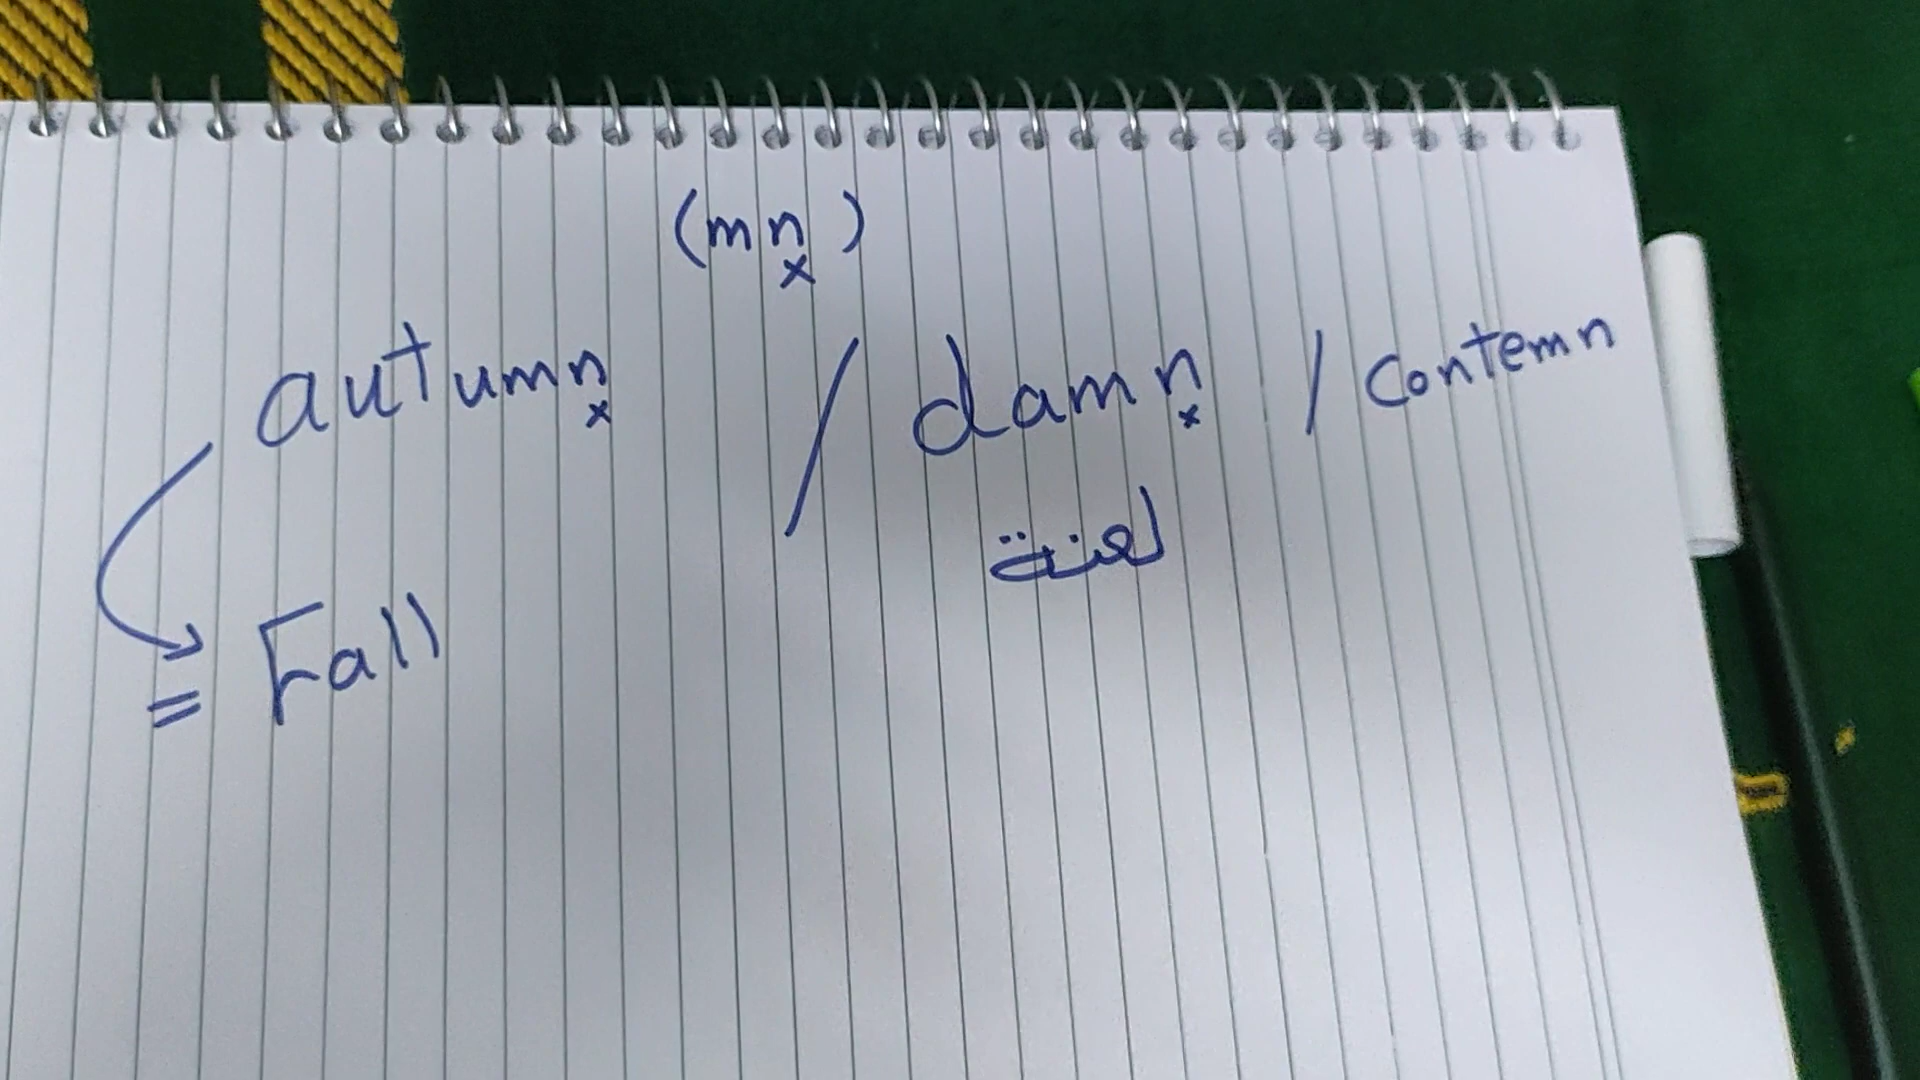 (mn)
x
autumn / damn / contemn
x x
لعنة
= Fall